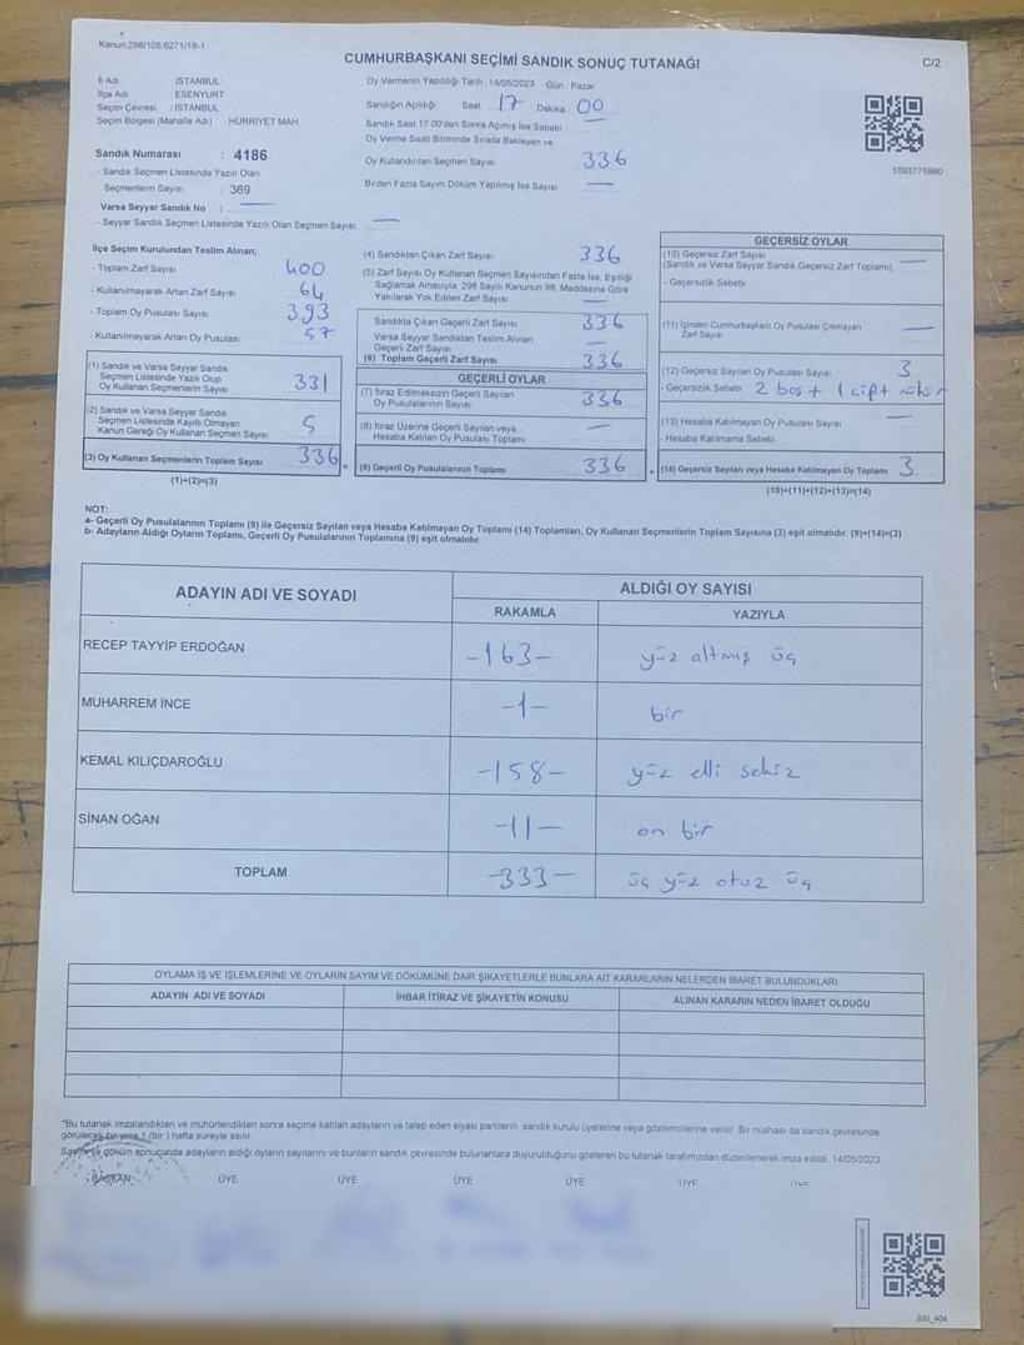 Kanun:298/108.6271/19-1
CUMHURBAŞKANI SEÇİMİ SANDIK SONUÇ TUTANAĞI
C/2
İl Adı : İSTANBUL
İlçe Adı : ESENYURT
Seçim Çevresi : İSTANBUL
Seçim Bölgesi (Mahalle Adı) : HÜRRİYET MAH.
Sandık Numarası : 4186
Sandık Seçmen Listesinde Yazılı Olan
Seçmenlerin Sayısı : 369
Varsa Seyyar Sandık No : —
Seyyar Sandık Seçmen Listesinde Yazılı Olan Seçmen Sayısı —
Oy Vermenin Yapıldığı Tarih : 14/05/2023 Gün : Pazar
Sandığın Açıldığı Saat 17 Dakika 00
Sandık Saat 17.00'dan Sonra Açılmış İse Sebebi
Oy Verme Saati Bitiminde Sırada Bekleyen ve
Oy Kullandırılan Seçmen Sayısı 336
Birden Fazla Sayım Döküm Yapılmış İse Sayısı —
İlçe Seçim Kurulundan Teslim Alınan;
- Toplam Zarf Sayısı 400
- Kullanılmayarak Artan Zarf Sayısı 64
- Toplam Oy Pusulası Sayısı 393
- Kullanılmayarak Artan Oy Pusulası 57
(1) Sandık ve Varsa Seyyar Sandık
Seçmen Listesinde Yazılı Olup
Oy Kullanan Seçmenlerin Sayısı 331
(2) Sandık ve Varsa Seyyar Sandık
Seçmen Listesinde Kayıtlı Olmayan
Kanun Gereği Oy Kullanan Seçmen Sayısı 5
(3) Oy Kullanan Seçmenlerin Toplam Sayısı 336
(1)+(2)=(3)
(4) Sandıktan Çıkan Zarf Sayısı 336
(5) Zarf Sayısı Oy Kullanan Seçmen Sayısından Fazla İse, Eşitliği
Sağlamak Amacıyla, 298 Sayılı Kanunun 98. Maddesine Göre
Yakılarak Yok Edilen Zarf Sayısı —
Sandıkta Çıkan Geçerli Zarf Sayısı 336
Varsa Seyyar Sandıktan Teslim Alınan
Geçerli Zarf Sayısı —
(6) Toplam Geçerli Zarf Sayısı 336
GEÇERLİ OYLAR
(7) İtiraz Edilmeksizin Geçerli Sayılan
Oy Pusulalarının Sayısı 336
(8) İtiraz Üzerine Geçerli Sayılan veya
Hesaba Katılan Oy Pusulası Toplamı —
(9) Geçerli Oy Pusulalarının Toplamı 336
GEÇERSİZ OYLAR
(10) Geçersiz Zarf Sayısı
(Sandık ve Varsa Seyyar Sandık Geçersiz Zarf Toplamı) —
- Geçersizlik Sebebi
(11) İçinden Cumhurbaşkanı Oy Pusulası Çıkmayan
Zarf Sayısı —
(12) Geçersiz Sayılan Oy Pusulası Sayısı 3
- Geçersizlik Sebebi 2 boş + 1 çift mühür
(13) Hesaba Katılmayan Oy Pusulası Sayısı —
- Hesaba Katılmama Sebebi
(14) Geçersiz Sayılan veya Hesaba Katılmayan Oy Toplamı 3
(10)+(11)+(12)+(13)=(14)
NOT:
a- Geçerli Oy Pusulalarının Toplamı (9) ile Geçersiz Sayılan veya Hesaba Katılmayan Oy Toplamı (14) Toplamları, Oy Kullanan Seçmenlerin Toplam Sayısına (3) eşit olmalıdır. (9)+(14)=(3)
b- Adayların Aldığı Oyların Toplamı, Geçerli Oy Pusulalarının Toplamına (9) eşit olmalıdır.
ADAYIN ADI VE SOYADI
ALDIĞI OY SAYISI
RAKAMLA YAZIYLA
RECEP TAYYİP ERDOĞAN -163- yüz altmış üç
MUHARREM İNCE -1- bir
KEMAL KILIÇDAROĞLU -158- yüz elli sekiz
SİNAN OĞAN -11- on bir
TOPLAM -333- üç yüz otuz üç
OYLAMA İŞ VE İŞLEMLERİNE VE OYLARIN SAYIM VE DÖKÜMÜNE DAİR ŞİKAYETLERLE BUNLARA AİT KARARLARIN NELERDEN İBARET BULUNDUKLARI
ADAYIN ADI VE SOYADI İHBAR İTİRAZ VE ŞİKAYETİN KONUSU ALINAN KARARIN NEDEN İBARET OLDUĞU
"Bu tutanak imzalandıktan ve mühürlendikten sonra seçime katılan adayların ve talep eden siyasi partilerin sandık kurulu üyelerine veya gözlemcilerine verilir. Bir nüshası da sandık çevresinde
görülecek bir yere 1 (bir) hafta süreyle asılır.
döküm sonucunda adayların aldığı oyların sayılarını ve bunların sandık çevresinde bulunanlara duyurulduğunu gösteren bu tutanak tarafımızdan düzenlenerek imza edildi. 14/05/2023
BAŞKAN ÜYE ÜYE ÜYE ÜYE ÜYE ÜYE